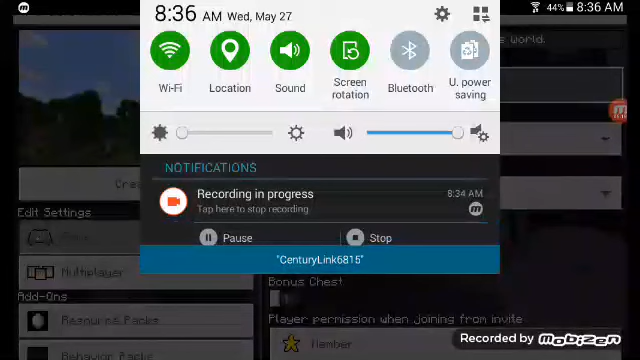 8:36 AM Wed, May 27
44% 8:36 AM
world.
Wi-Fi
Location
Sound
Screen rotation
Bluetooth
U. power saving
NOTIFICATIONS
Recording in progress
8:34 AM
Tap here to stop recording
Pause
Stop
"CenturyLink6815"
Edit Settings
Multiplayer
Bonus Chest
Add-Ons
Resource Packs
Player permission when joining from invite
Member
Behavior Packs
Recorded by mobizen